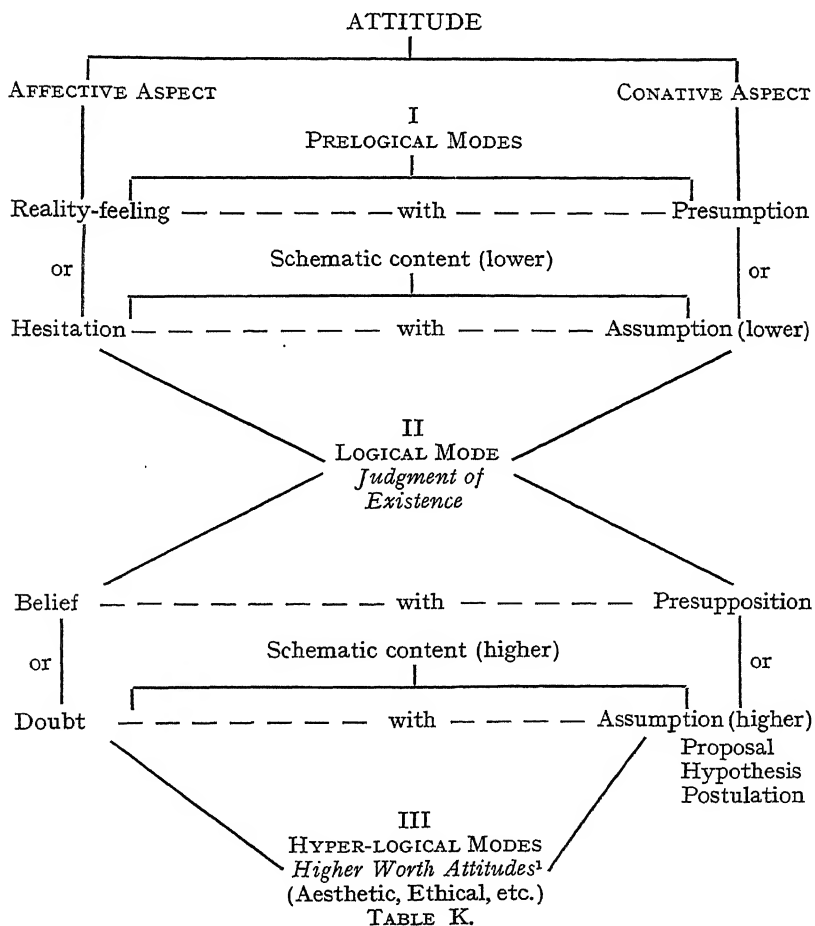 ATTITUDE
AFFECTIVE ASPECT CONATIVE ASPECT
I
PRELOGICAL MODES
Reality-feeling — — — — — —with — — — — — —Presumption
or Schematic content (lower) or
Hesitation— — — — — — with — — — — — Assumption (lower)
II
LOGICAL MODE
Judgment of
Existence
Belief — — — — — — — with — — — — — — Presupposition
or Schematic content (higher) or
Doubt — — — — — — — with — — — — Assumption (higher)
Proposal
Hypothesis
Postulation
III
HYPER-LOGICAL MODES
Higher Worth Attitudes¹
(Aesthetic, Ethical, etc.)
TABLE K.